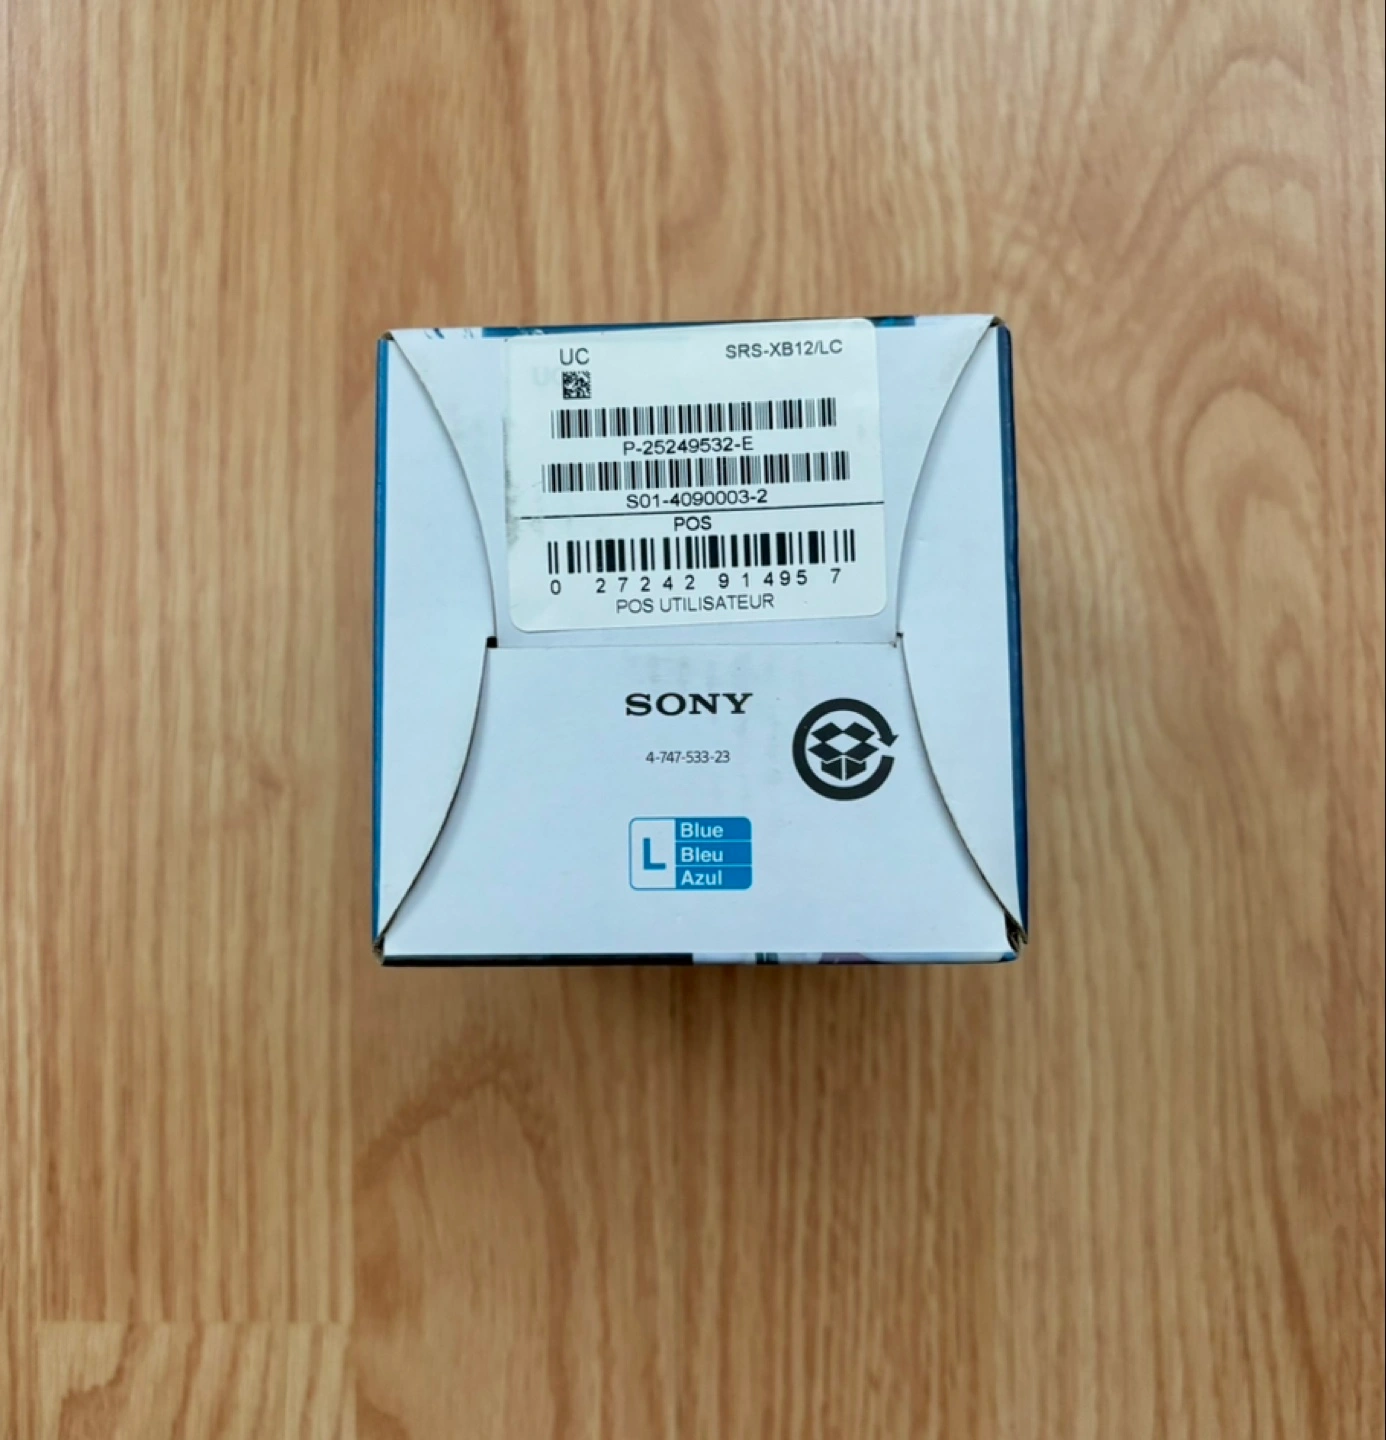 UC
SRS-XB12/LC
P-25249532-E
S01-4090003-2
POS
0 27242 91495 7
POS UTILISATEUR
SONY
4-747-533-23
L
Blue
Bleu
Azul